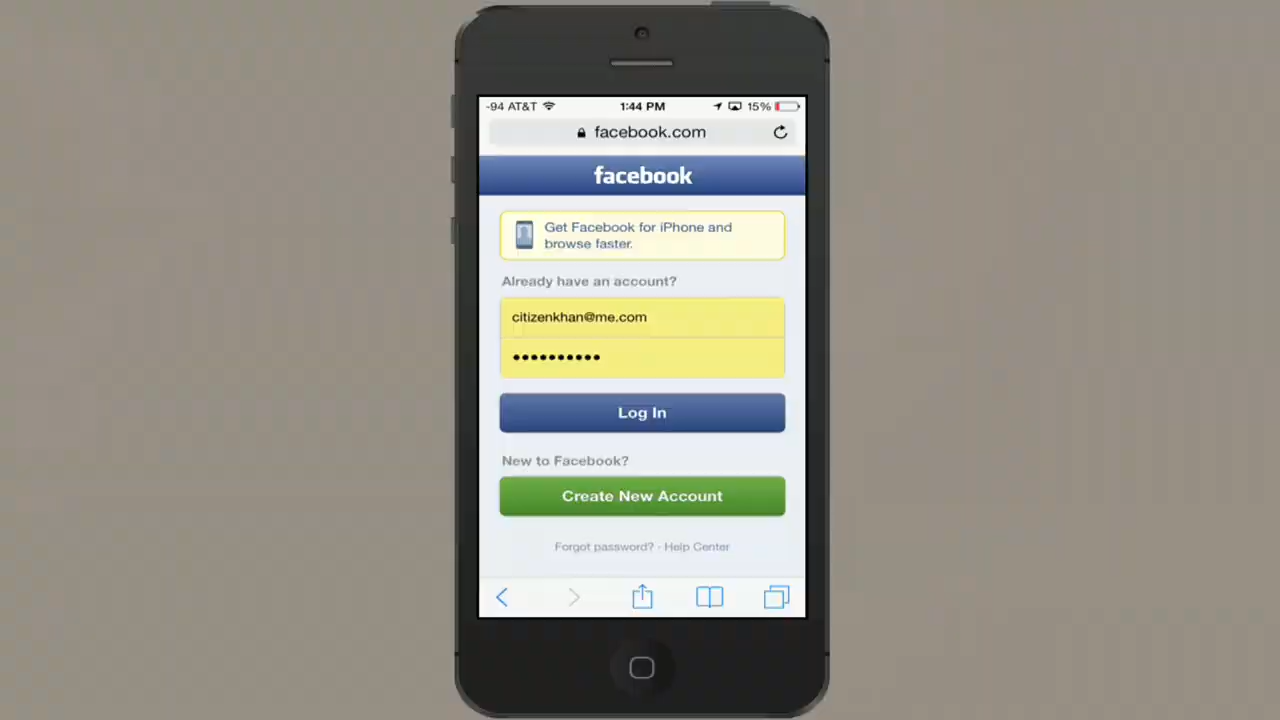 -94 AT&T 1:44 PM 15%
facebook.com
facebook
Get Facebook for iPhone and
browse faster.
Already have an account?
citizenkhan@me.com
••••••••••
Log In
New to Facebook?
Create New Account
Forgot password? - Help Center